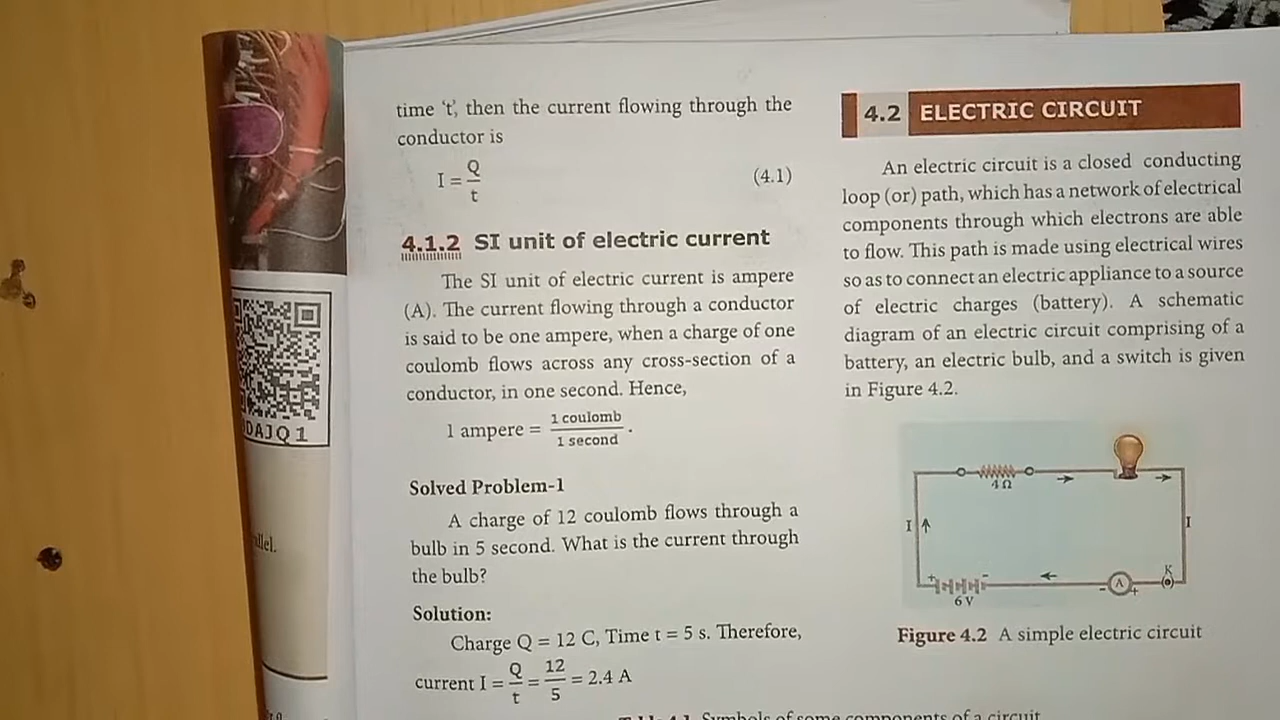 time ‘t’, then the current flowing through the
conductor is
I = Q/t (4.1)
4.1.2 SI unit of electric current
The SI unit of electric current is ampere
(A). The current flowing through a conductor
is said to be one ampere, when a charge of one
coulomb flows across any cross-section of a
conductor, in one second. Hence,
1 ampere = 1 coulomb / 1 second .
Solved Problem-1
A charge of 12 coulomb flows through a
bulb in 5 second. What is the current through
the bulb?
Solution:
Charge Q = 12 C, Time t = 5 s. Therefore,
current I = Q/t = 12/5 = 2.4 A
4.2 ELECTRIC CIRCUIT
An electric circuit is a closed conducting
loop (or) path, which has a network of electrical
components through which electrons are able
to flow. This path is made using electrical wires
so as to connect an electric appliance to a source
of electric charges (battery). A schematic
diagram of an electric circuit comprising of a
battery, an electric bulb, and a switch is given
in Figure 4.2.
4 Ω
I
I
K
+ -
- A +
6 V
Figure 4.2 A simple electric circuit
Symbols of some components of a circuit
DAJQ1